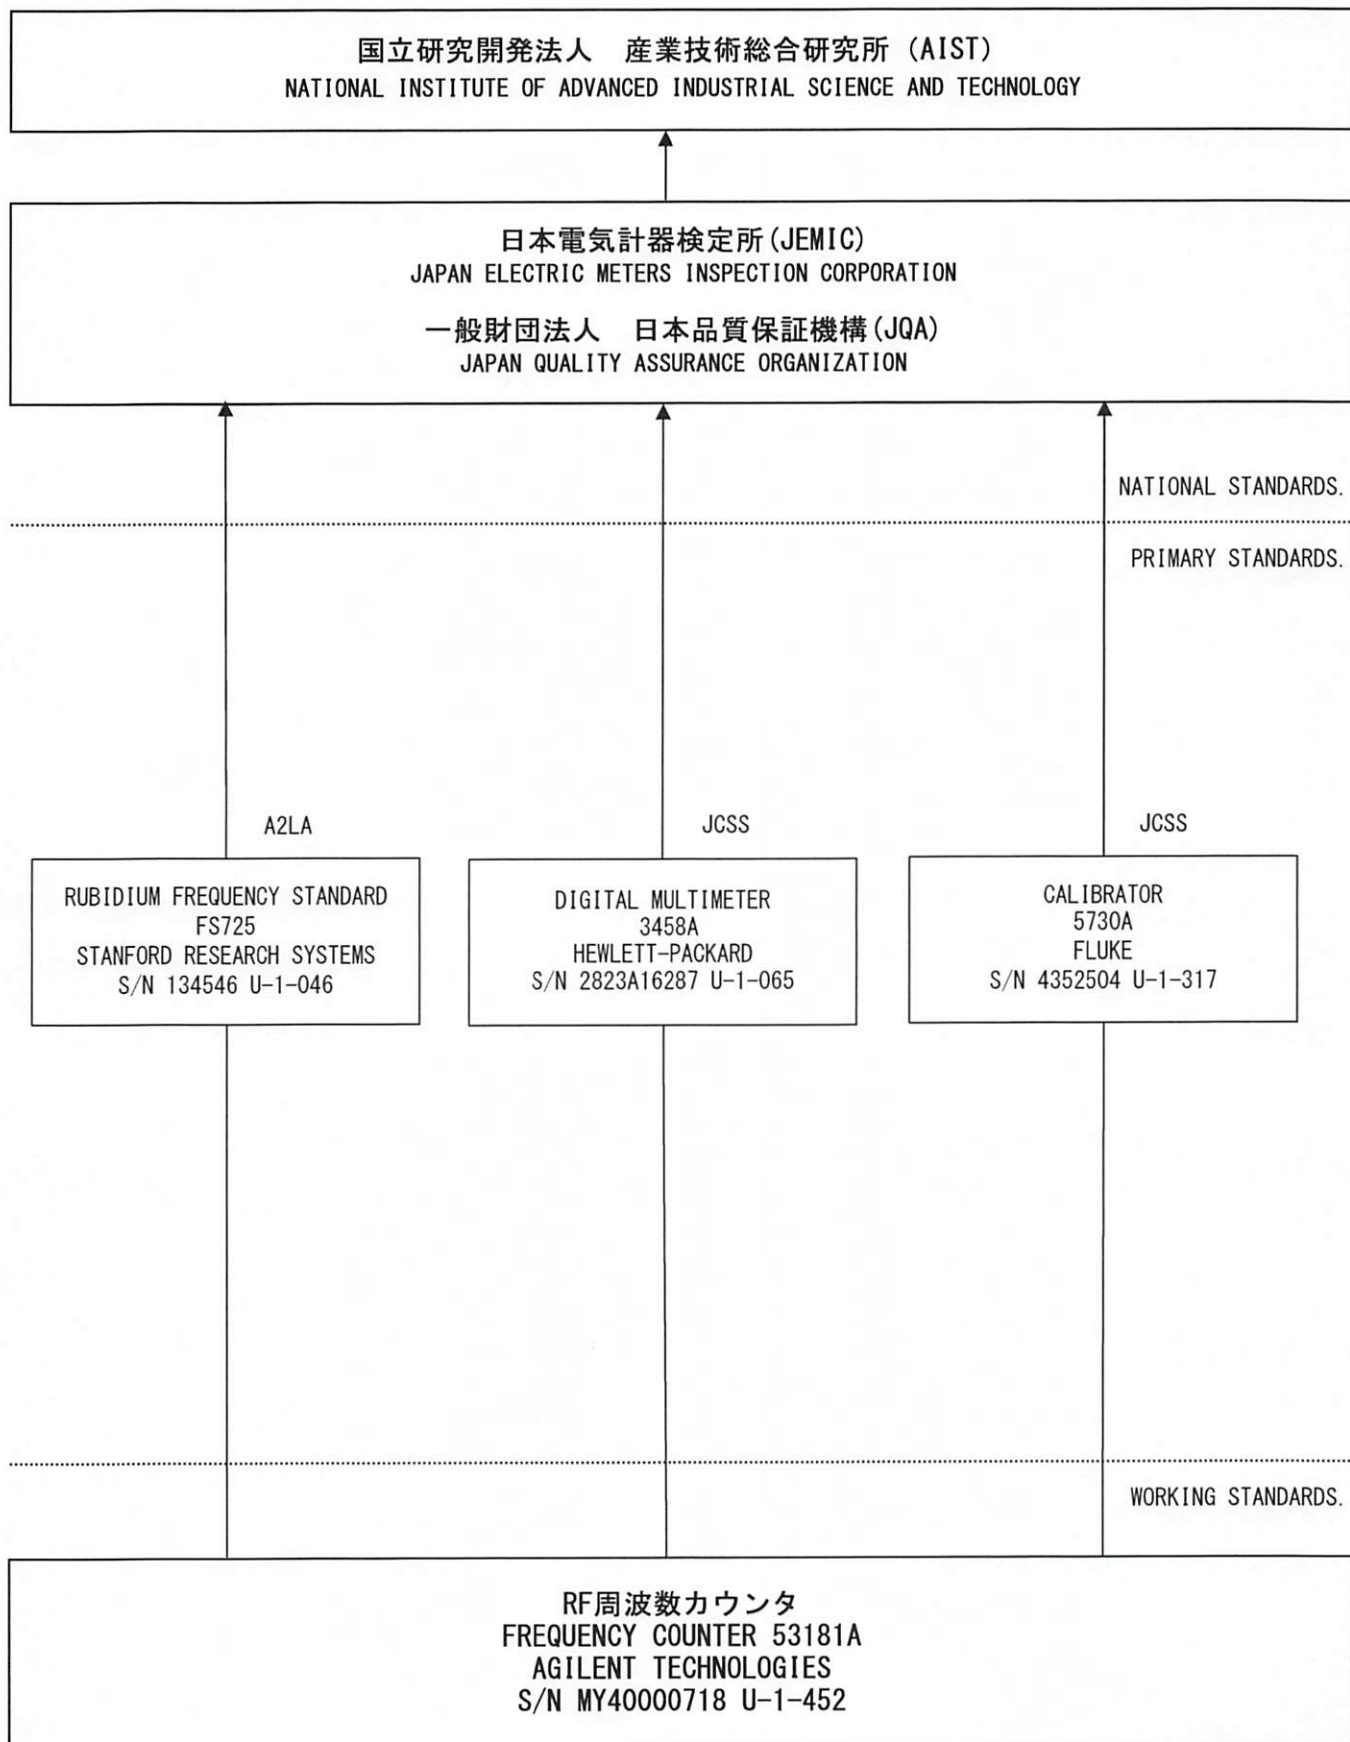 国立研究開発法人 産業技術総合研究所 (AIST)
NATIONAL INSTITUTE OF ADVANCED INDUSTRIAL SCIENCE AND TECHNOLOGY
日本電気計器検定所(JEMIC)
JAPAN ELECTRIC METERS INSPECTION CORPORATION
一般財団法人 日本品質保証機構(JQA)
JAPAN QUALITY ASSURANCE ORGANIZATION
NATIONAL STANDARDS.
PRIMARY STANDARDS.
A2LA
RUBIDIUM FREQUENCY STANDARD
FS725
STANFORD RESEARCH SYSTEMS
S/N 134546 U-1-046
JCSS
DIGITAL MULTIMETER
3458A
HEWLETT-PACKARD
S/N 2823A16287 U-1-065
JCSS
CALIBRATOR
5730A
FLUKE
S/N 4352504 U-1-317
WORKING STANDARDS.
RF周波数カウンタ
FREQUENCY COUNTER 53181A
AGILENT TECHNOLOGIES
S/N MY40000718 U-1-452